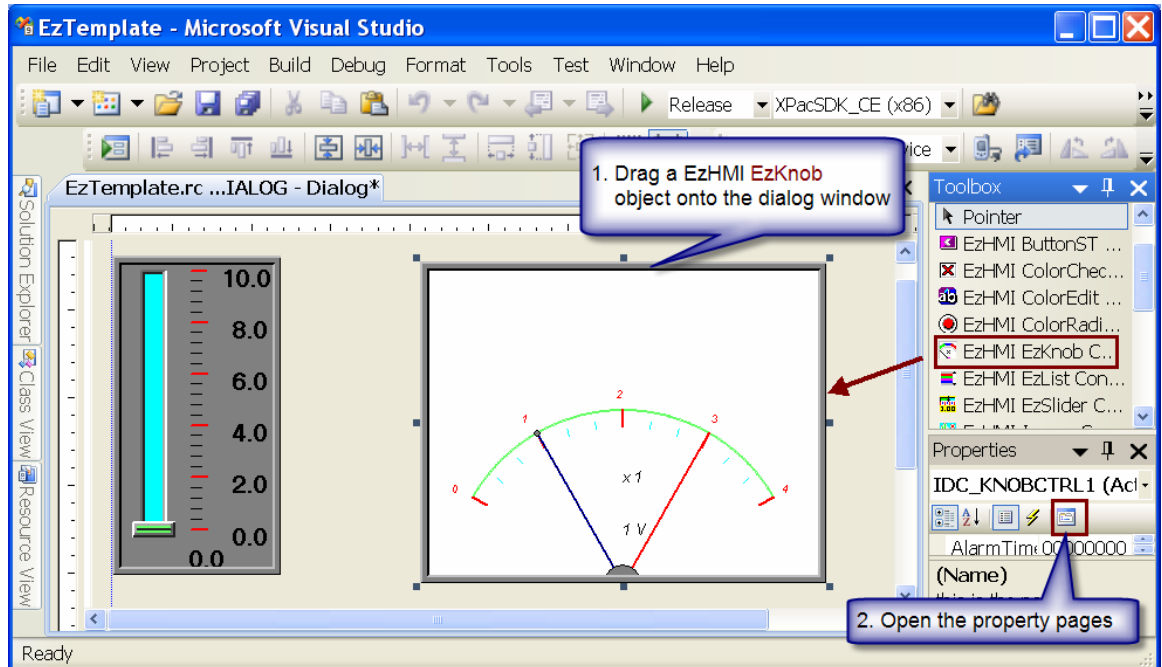 EzTemplate - Microsoft Visual Studio
File Edit View Project Build Debug Format Tools Test Window Help
Release XPacSDK_CE (x86)
1. Drag a EzHMI EzKnob
object onto the dialog window
EzTemplate.rc ...IALOG - Dialog*
Solution Explorer
Class View
Resource View
10.0
8.0
6.0
4.0
2.0
0.0
0.0
0
1
2
3
4
x 1
1 V
Toolbox
Pointer
EzHMI ButtonST ...
EzHMI ColorChec...
EzHMI ColorEdit ...
EzHMI ColorRadi...
EzHMI EzKnob C...
EzHMI EzList Con...
EzHMI EzSlider C...
Properties
IDC_KNOBCTRL1 (Act
AlarmTime 00000000
(Name)
2. Open the property pages
Ready